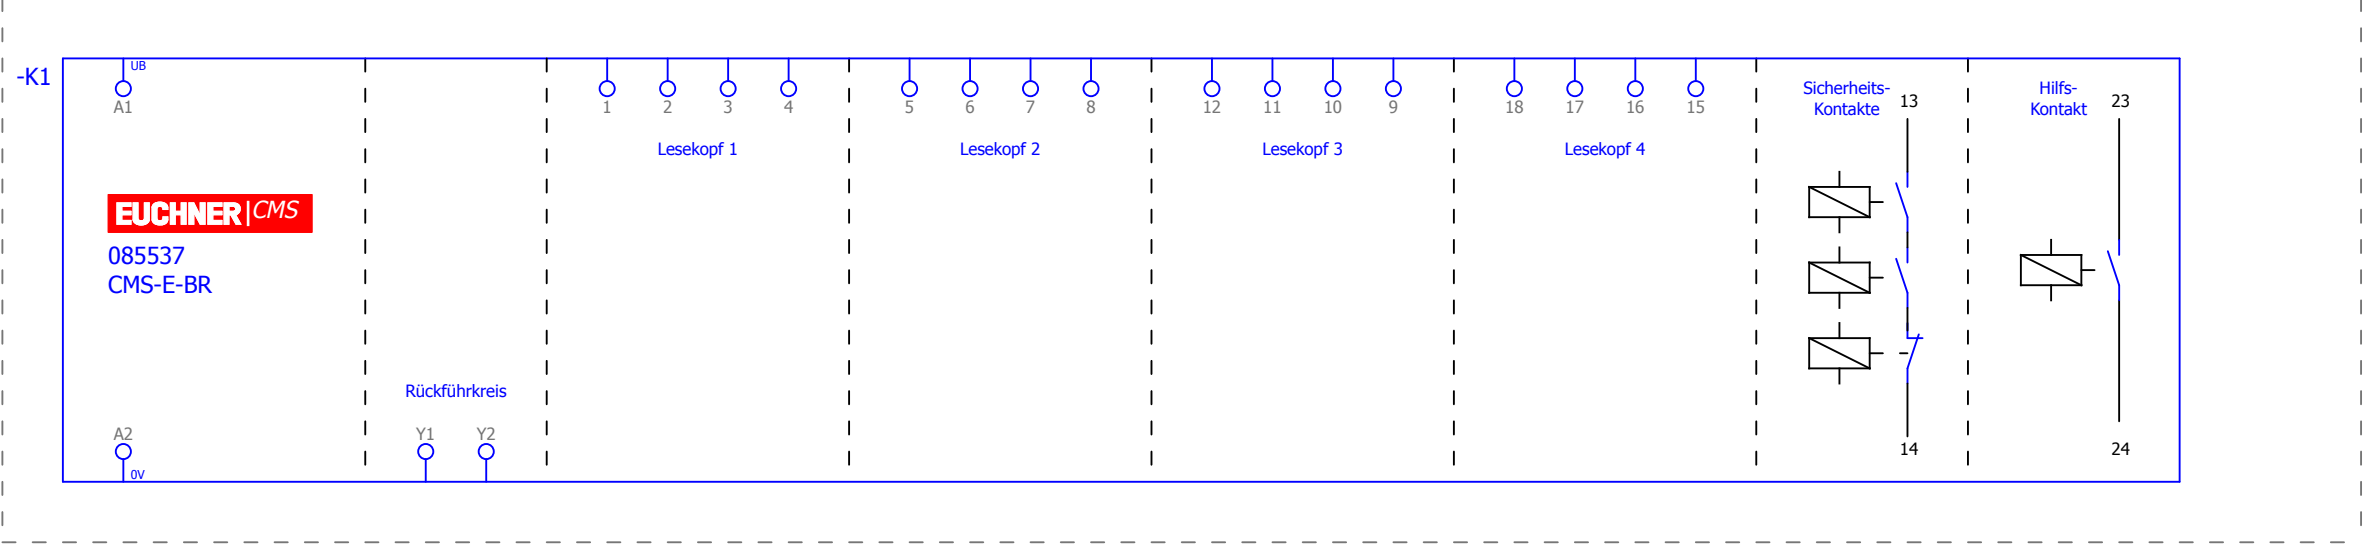 -K1
UB
A1
1 2 3 4
5 6 7 8
12 11 10 9
18 17 16 15
Sicherheits-
Kontakte
13
Hilfs-
Kontakt
23
Lesekopf 1
Lesekopf 2
Lesekopf 3
Lesekopf 4
EUCHNER|CMS
085537
CMS-E-BR
Rückführkreis
A2
0V
Y1 Y2
14
24